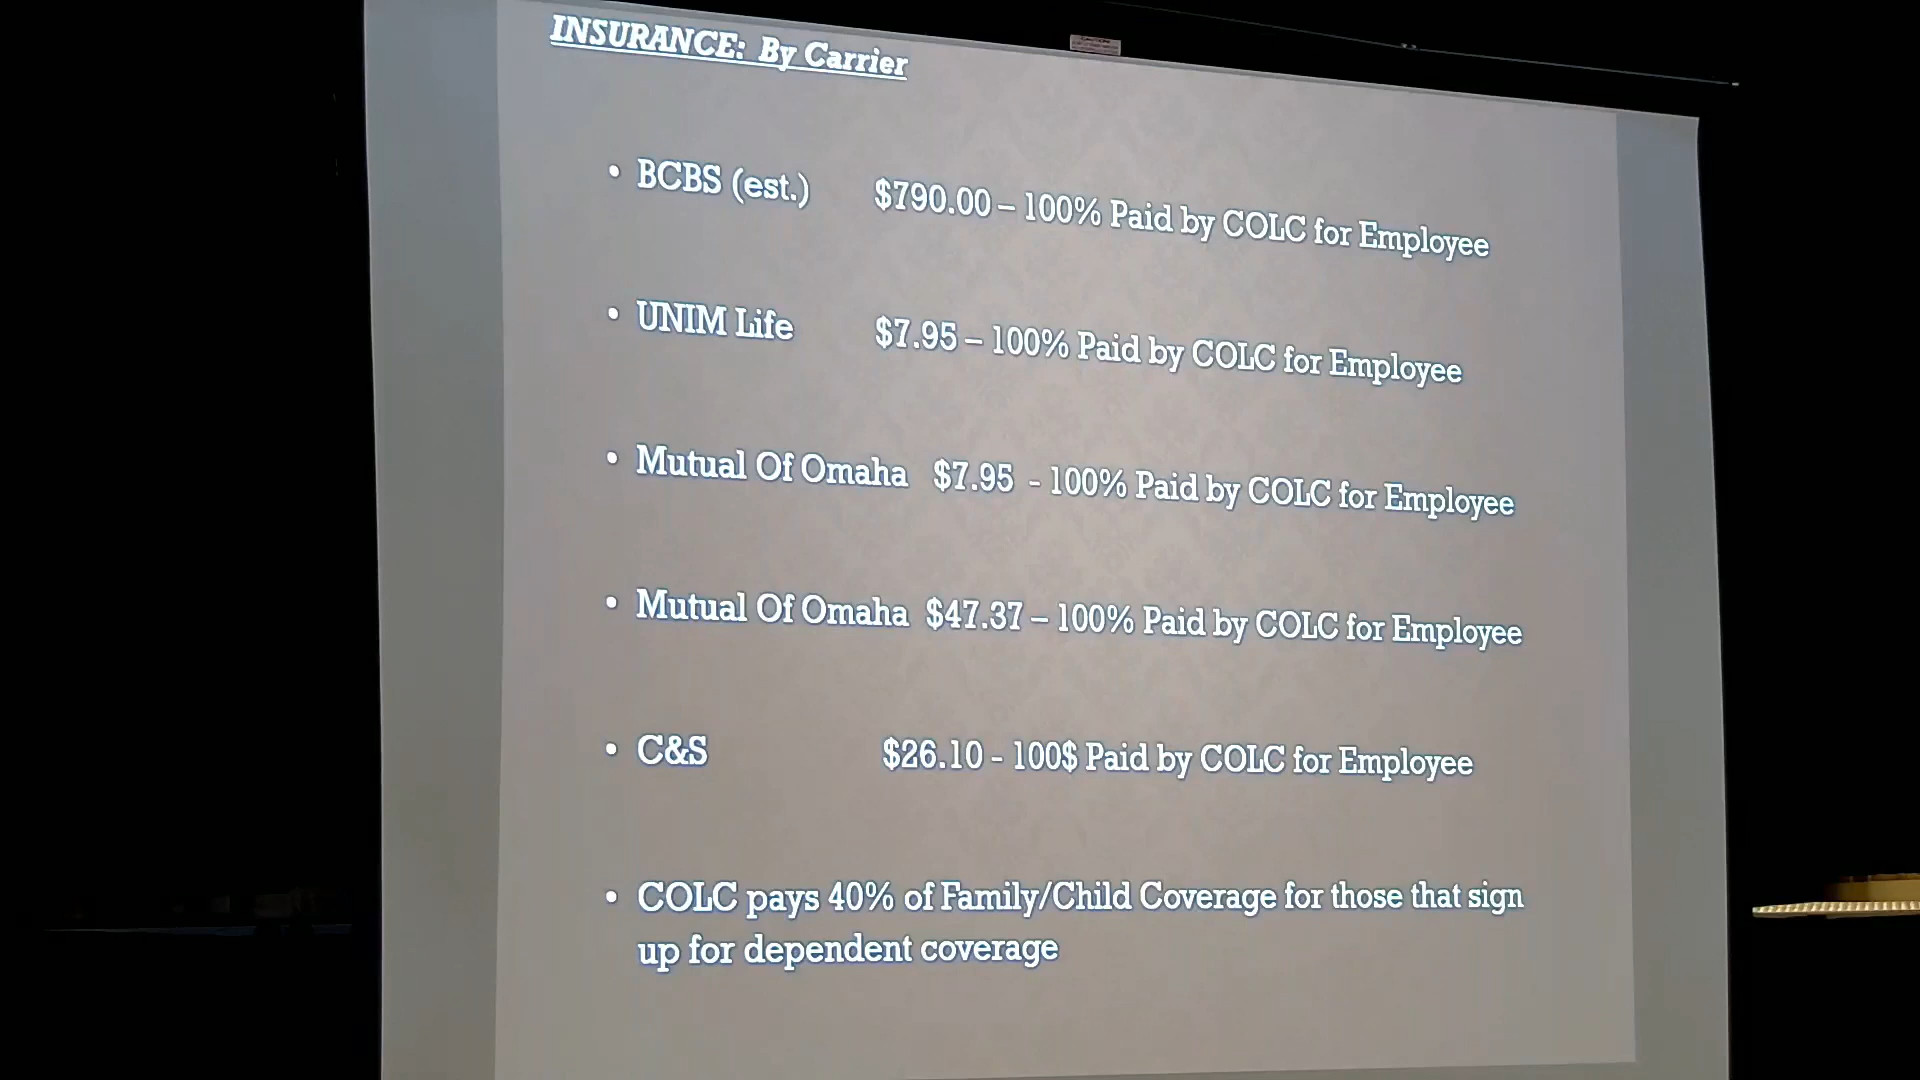 INSURANCE: By Carrier
• BCBS (est.) $790.00 – 100% Paid by COLC for Employee
• UNIM Life $7.95 – 100% Paid by COLC for Employee
• Mutual Of Omaha $7.95 - 100% Paid by COLC for Employee
• Mutual Of Omaha $47.37 – 100% Paid by COLC for Employee
• C&S $26.10 - 100$ Paid by COLC for Employee
• COLC pays 40% of Family/Child Coverage for those that sign
up for dependent coverage